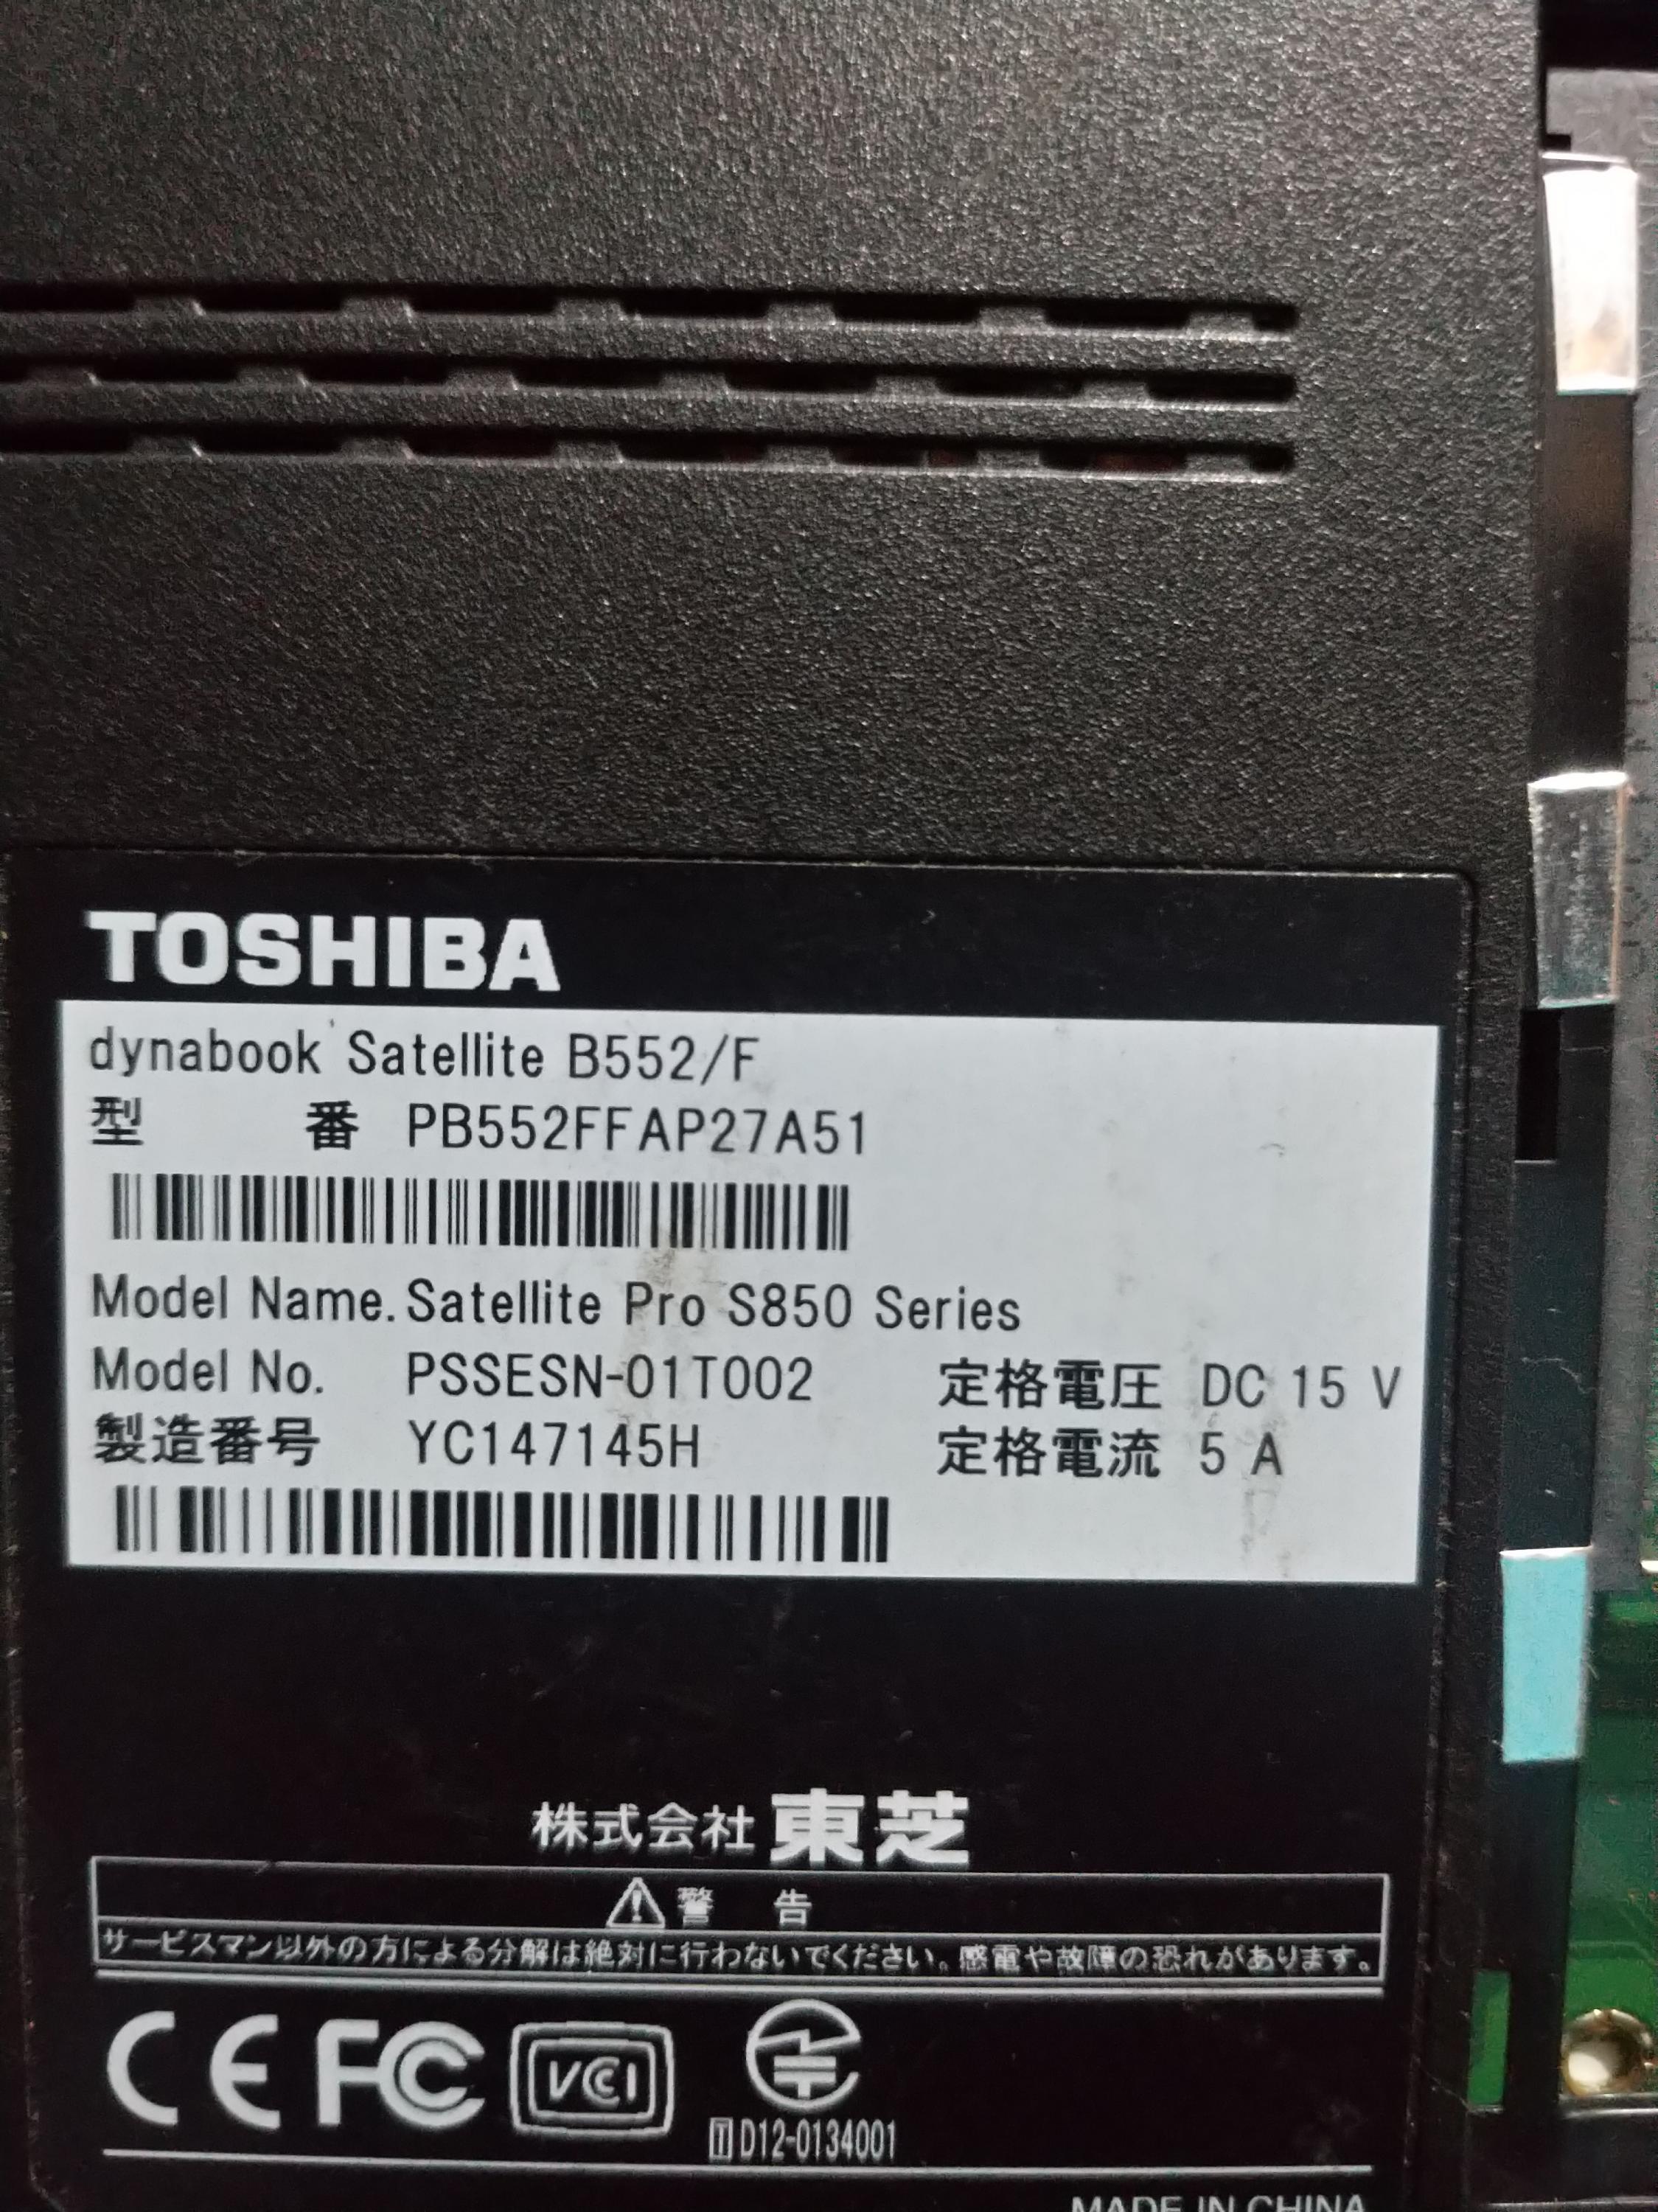 TOSHIBA
dynabook Satellite B552/F
型 番 PB552FFAP27A51
Model Name. Satellite Pro S850 Series
Model No. PSSESN-01T002 定格電圧 DC 15 V
製造番号 YC147145H 定格電流 5 A
株式会社 東芝
警 告
サービスマン以外の方による分解は絶対に行わないでください。感電や故障の恐れがあります。
CE FC VCCI
T D12-0134001
MADE IN CHINA